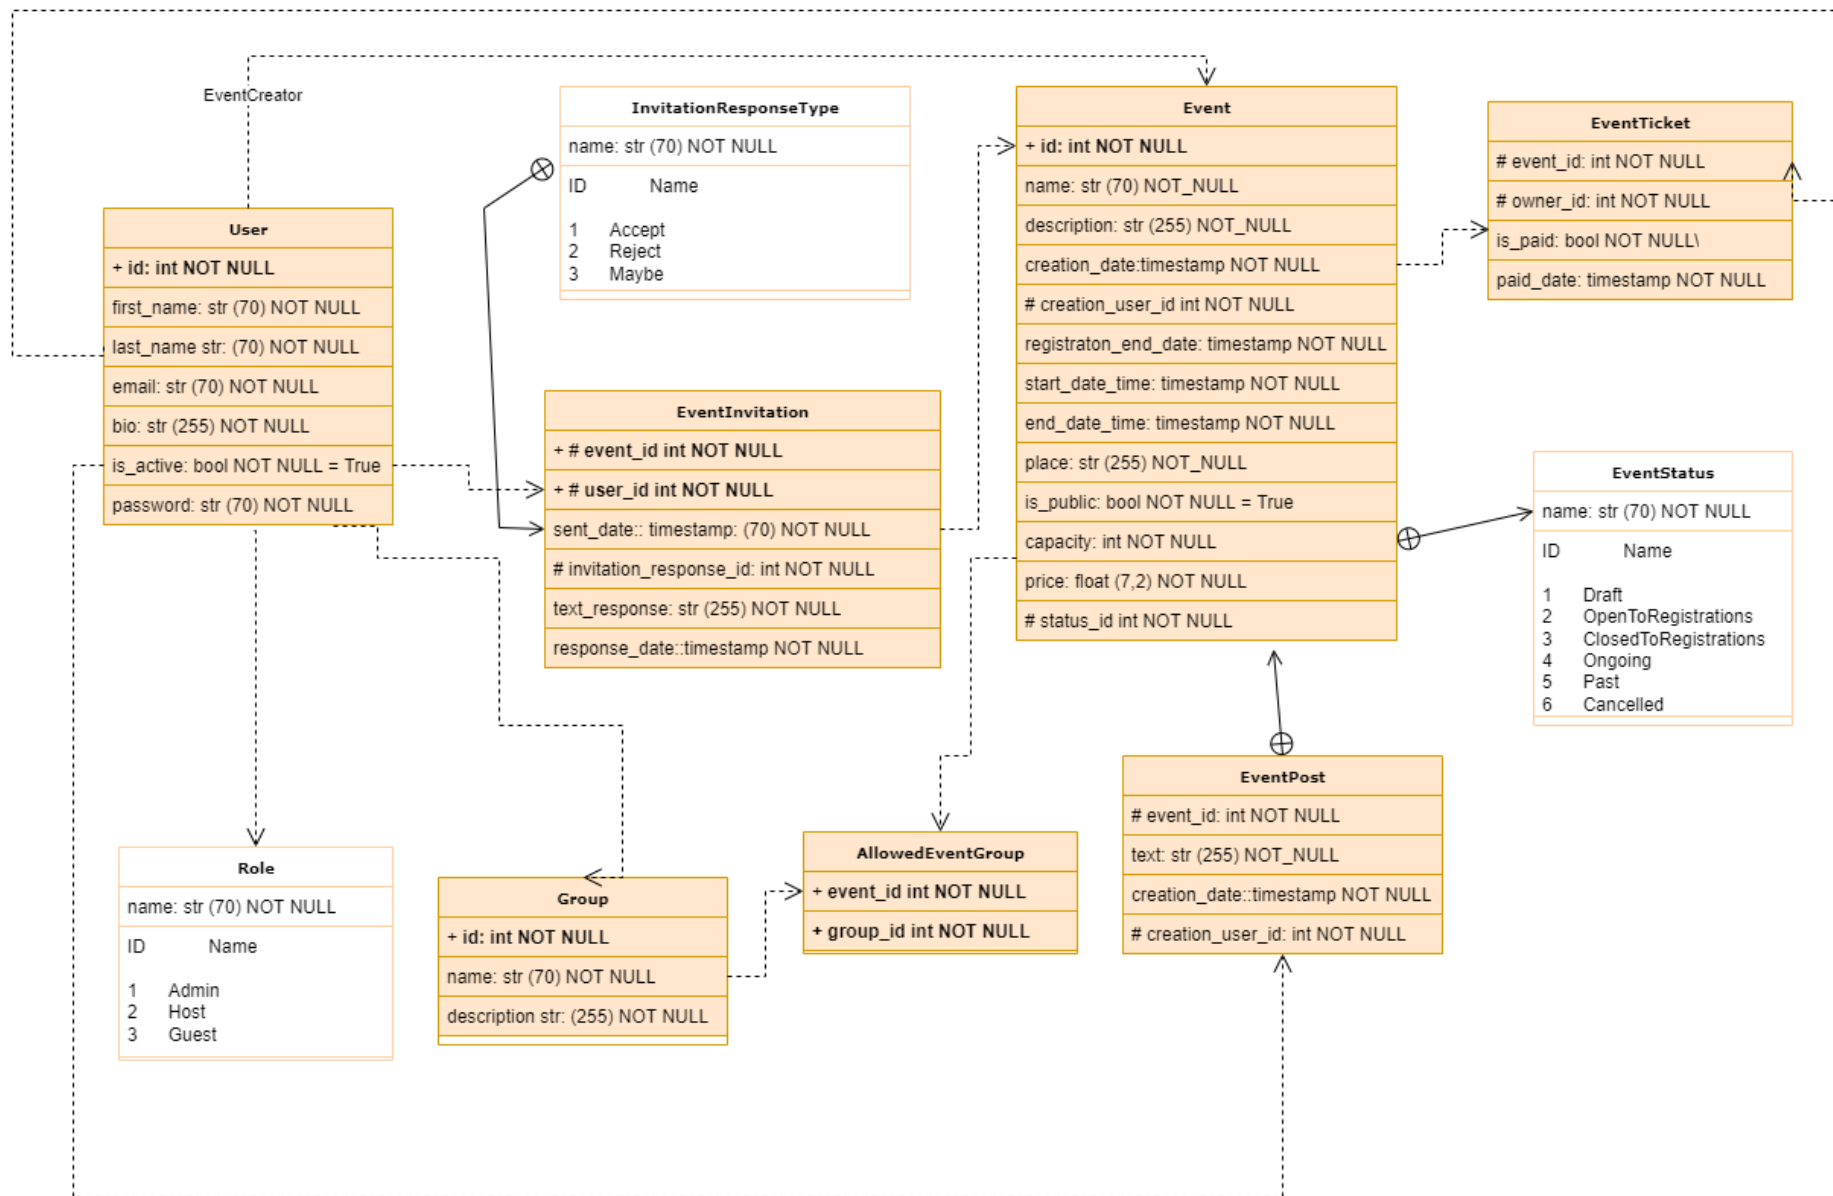 EventCreator
User
+ id: int NOT NULL
first_name: str (70) NOT NULL
last_name str: (70) NOT NULL
email: str (70) NOT NULL
bio: str (255) NOT NULL
is_active: bool NOT NULL = True
password: str (70) NOT NULL
InvitationResponseType
name: str (70) NOT NULL
ID Name
1 Accept
2 Reject
3 Maybe
EventInvitation
+ # event_id int NOT NULL
+ # user_id int NOT NULL
sent_date:: timestamp: (70) NOT NULL
# invitation_response_id: int NOT NULL
text_response: str (255) NOT NULL
response_date::timestamp NOT NULL
Event
+ id: int NOT NULL
name: str (70) NOT_NULL
description: str (255) NOT_NULL
creation_date:timestamp NOT NULL
# creation_user_id int NOT NULL
registraton_end_date: timestamp NOT NULL
start_date_time: timestamp NOT NULL
end_date_time: timestamp NOT NULL
place: str (255) NOT_NULL
is_public: bool NOT NULL = True
capacity: int NOT NULL
price: float (7,2) NOT NULL
# status_id int NOT NULL
EventTicket
# event_id: int NOT NULL
# owner_id: int NOT NULL
is_paid: bool NOT NULL\
paid_date: timestamp NOT NULL
EventStatus
name: str (70) NOT NULL
ID Name
1 Draft
2 OpenToRegistrations
3 ClosedToRegistrations
4 Ongoing
5 Past
6 Cancelled
Role
name: str (70) NOT NULL
ID Name
1 Admin
2 Host
3 Guest
Group
+ id: int NOT NULL
name: str (70) NOT NULL
description str: (255) NOT NULL
AllowedEventGroup
+ event_id int NOT NULL
+ group_id int NOT NULL
EventPost
# event_id: int NOT NULL
text: str (255) NOT_NULL
creation_date::timestamp NOT NULL
# creation_user_id: int NOT NULL